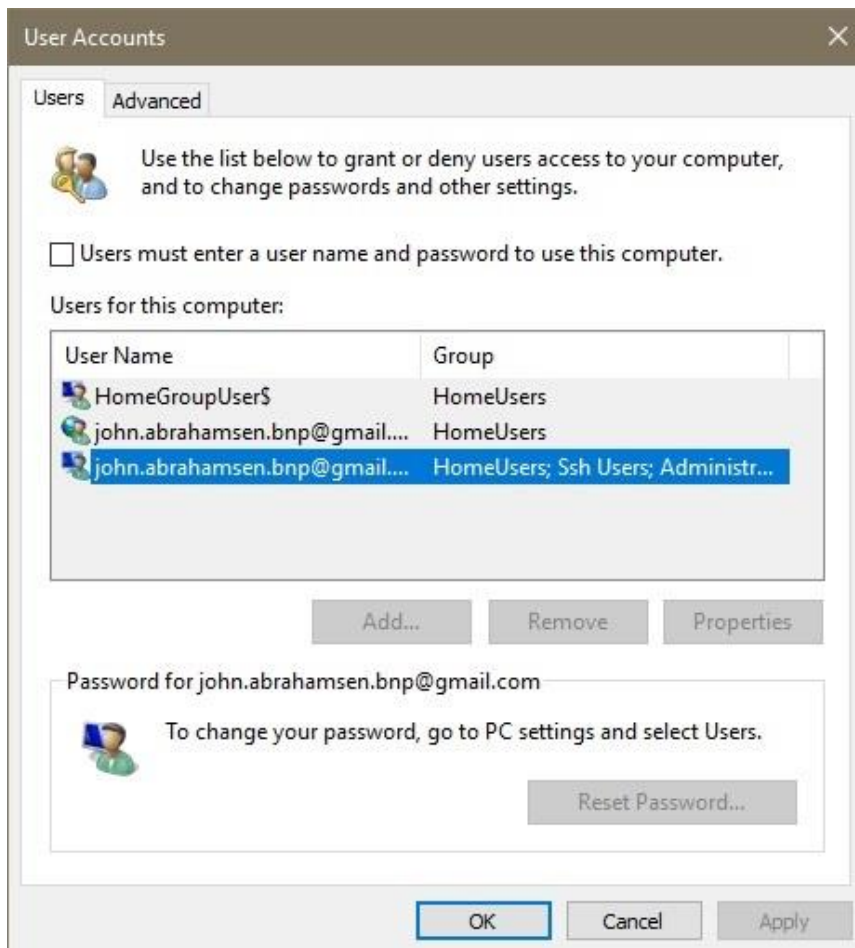 User Accounts
Users
Advanced
Use the list below to grant or deny users access to your computer,
and to change passwords and other settings.
Users must enter a user name and password to use this computer.
Users for this computer:
User Name Group
HomeGroupUser$ HomeUsers
john.abrahamsen.bnp@gmail.... HomeUsers
john.abrahamsen.bnp@gmail.... HomeUsers; Ssh Users; Administr...
Add... Remove Properties
Password for john.abrahamsen.bnp@gmail.com
To change your password, go to PC settings and select Users.
Reset Password...
OK Cancel Apply